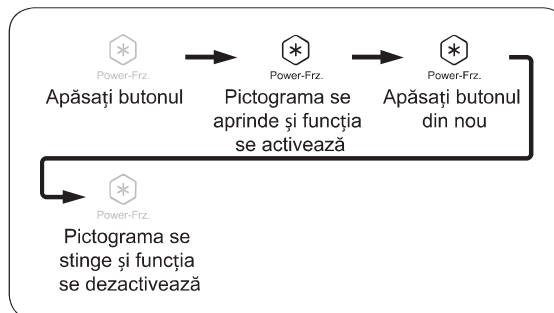 Power-Frz.
Apăsați butonul
Power-Frz.
Pictograma se
aprinde și funcția
se activează
Power-Frz.
Apăsați butonul
din nou
Power-Frz.
Pictograma se
stinge și funcția
se dezactivează